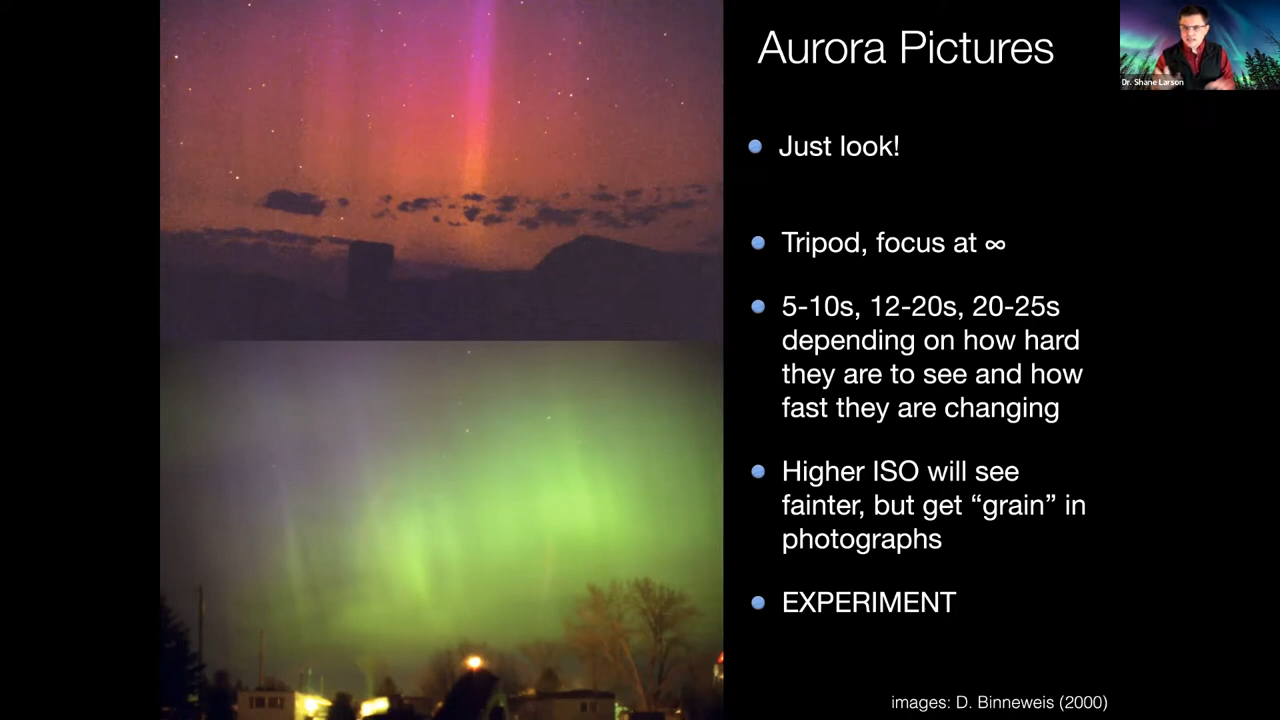 Aurora Pictures
Dr. Shane Larson
Just look!
Tripod, focus at ∞
5-10s, 12-20s, 20-25s
depending on how hard
they are to see and how
fast they are changing
Higher ISO will see
fainter, but get “grain” in
photographs
EXPERIMENT
images: D. Binneweis (2000)